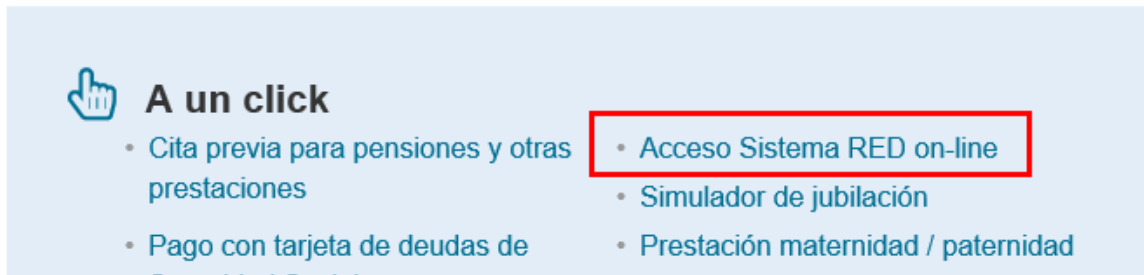 A un click
• Cita previa para pensiones y otras
prestaciones
• Pago con tarjeta de deudas de
• Acceso Sistema RED on-line
• Simulador de jubilación
• Prestación maternidad / paternidad